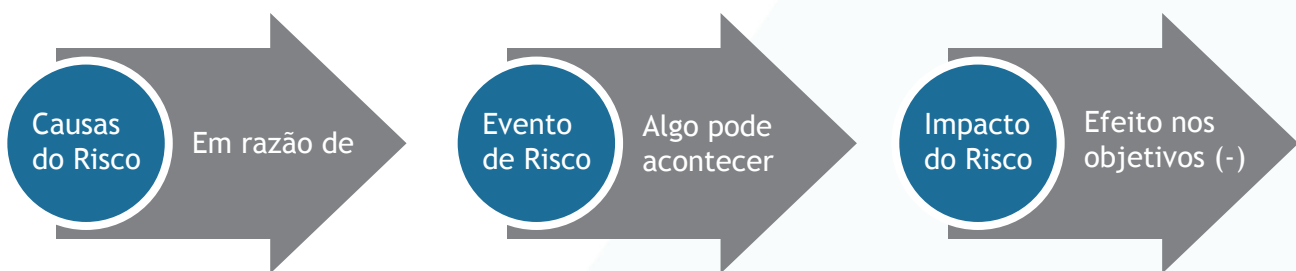 Causas
do Risco
Em razão de
Evento
de Risco
Algo pode
acontecer
Impacto
do Risco
Efeito nos
objetivos (-)